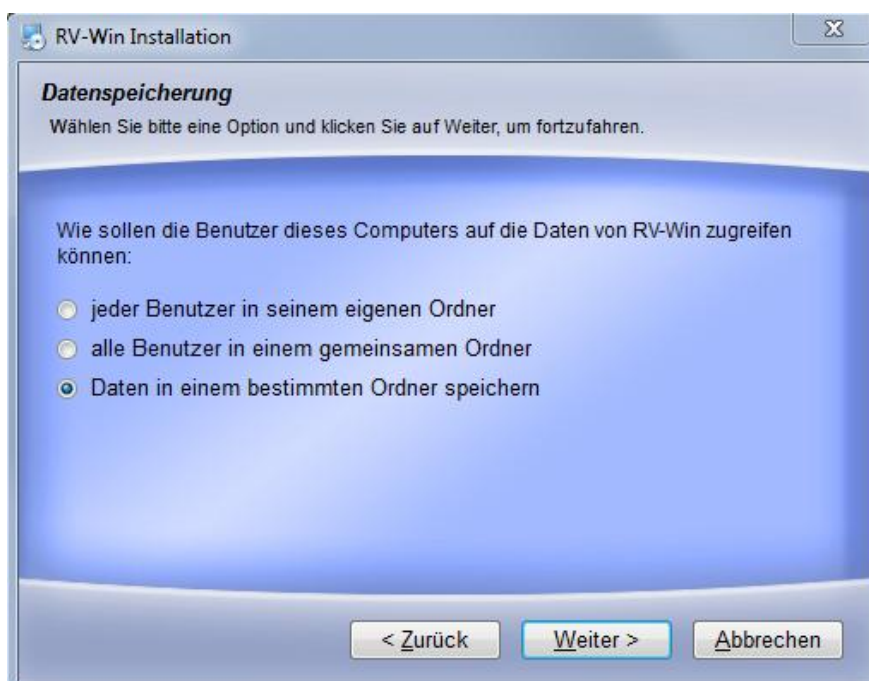 RV-Win Installation
Datenspeicherung
Wählen Sie bitte eine Option und klicken Sie auf Weiter, um fortzufahren.
Wie sollen die Benutzer dieses Computers auf die Daten von RV-Win zugreifen
können:
jeder Benutzer in seinem eigenen Ordner
alle Benutzer in einem gemeinsamen Ordner
Daten in einem bestimmten Ordner speichern
< Zurück
Weiter >
Abbrechen